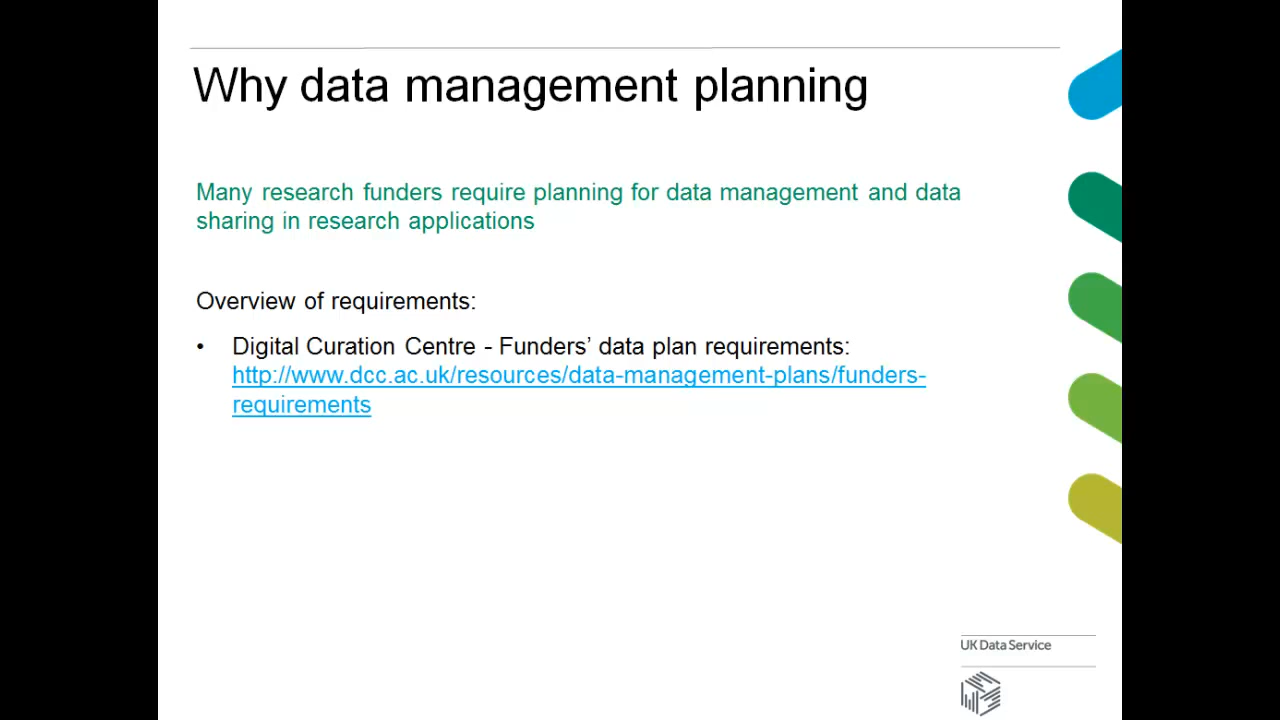 Why data management planning
Many research funders require planning for data management and data
sharing in research applications
Overview of requirements:
• Digital Curation Centre - Funders’ data plan requirements:
http://www.dcc.ac.uk/resources/data-management-plans/funders-
requirements
UK Data Service